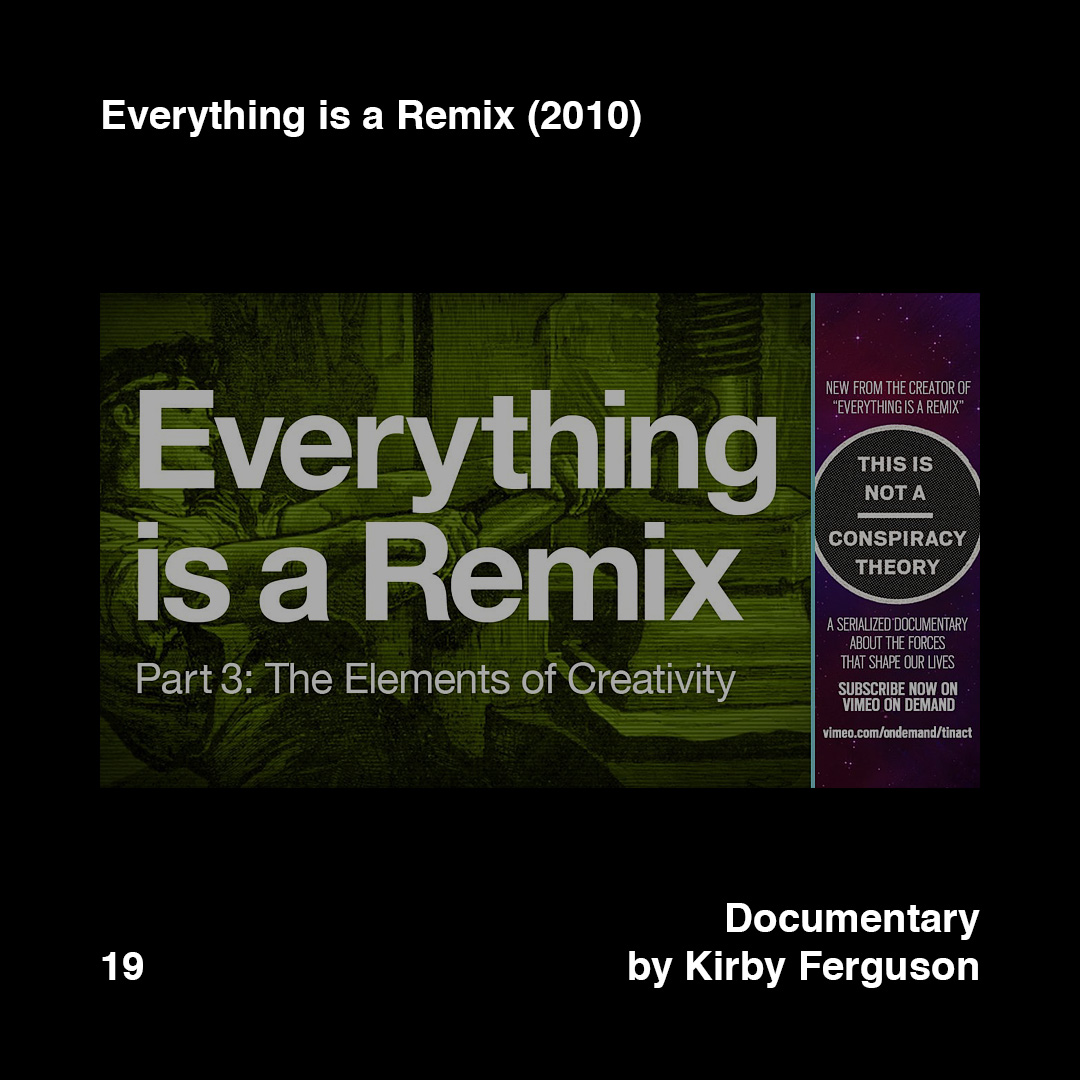 Everything is a Remix (2010)
Everything
is a Remix
Part 3: The Elements of Creativity
NEW FROM THE CREATOR OF
“EVERYTHING IS A REMIX”
THIS IS
NOT A
CONSPIRACY
THEORY
A SERIALIZED DOCUMENTARY
ABOUT THE FORCES
THAT SHAPE OUR LIVES
SUBSCRIBE NOW ON
VIMEO ON DEMAND
vimeo.com/ondemand/tinact
Documentary
by Kirby Ferguson
19